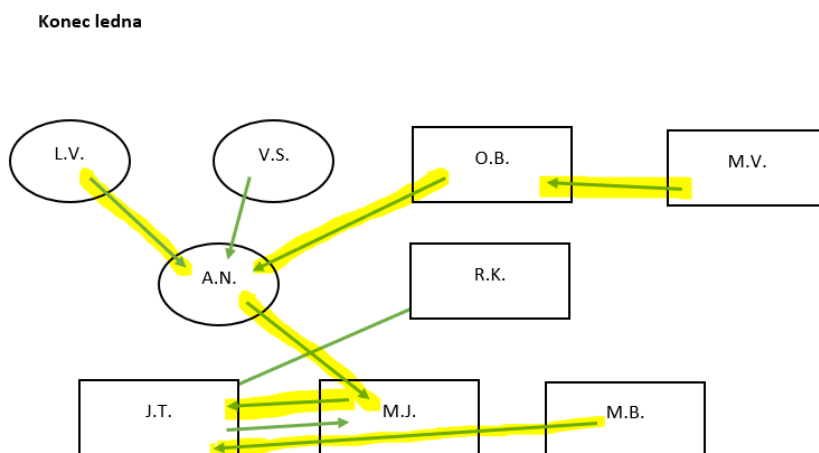 Konec ledna
L.V.
V.S.
O.B.
M.V.
A.N.
R.K.
J.T.
M.J.
M.B.